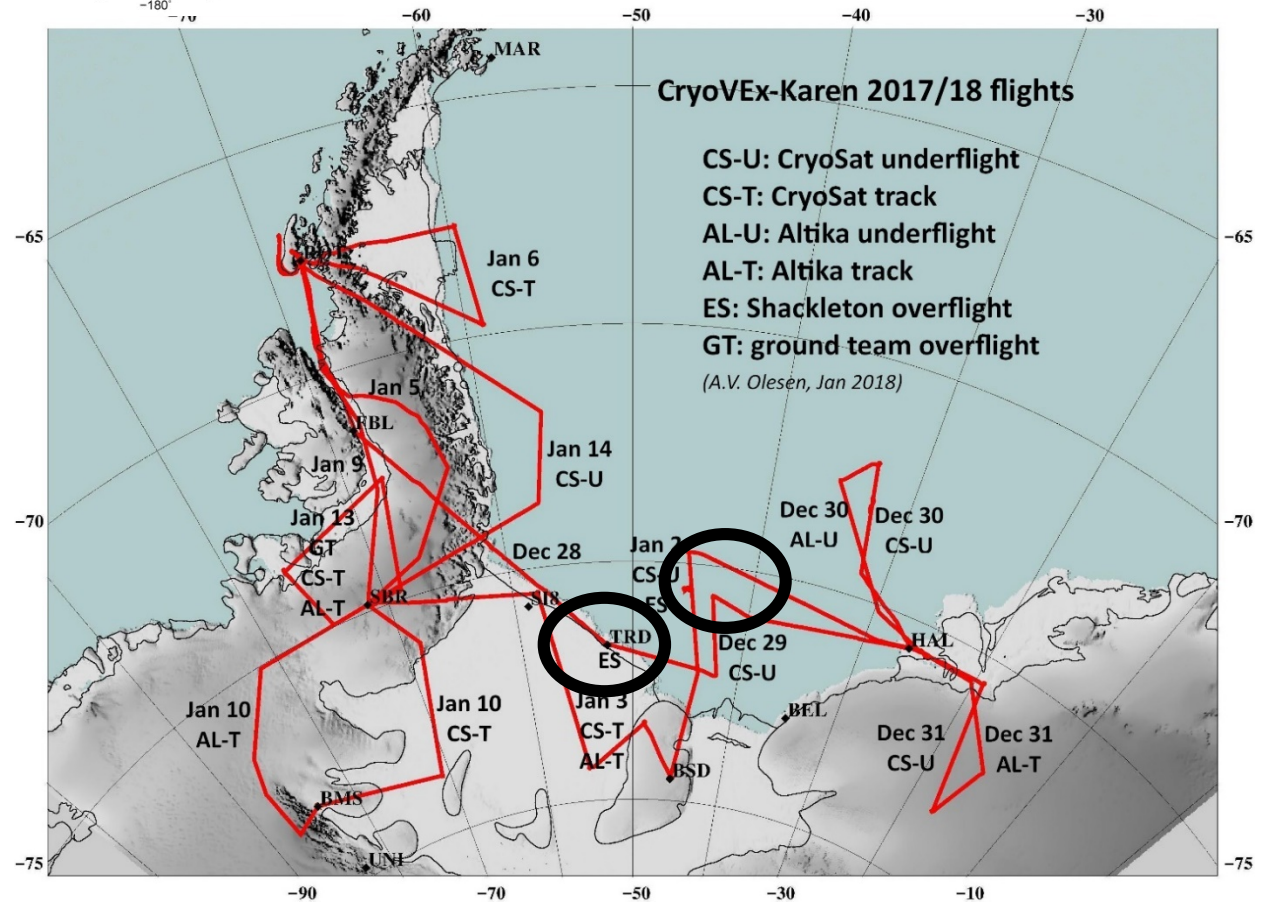 −180°
−70
−60
−50
−40
−30
MAR
CryoVEx-Karen 2017/18 flights
CS-U: CryoSat underflight
CS-T: CryoSat track
AL-U: Altika underflight
AL-T: Altika track
ES: Shackleton overflight
GT: ground team overflight
(A.V. Olesen, Jan 2018)
−65
−65
Jan 6
CS-T
Jan 5
FBL
Jan 9
Jan 14
CS-U
−70
−70
Jan 13
GT
CS-T
AL-T
SBR
Dec 28
SI8
Jan 2
CS-U
ES
Dec 30
AL-U
Dec 30
CS-U
TRD
ES
Dec 29
CS-U
HAL
Jan 3
CS-T
AL-T
BSD
BEL
Jan 10
AL-T
Jan 10
CS-T
Dec 31
CS-U
Dec 31
AL-T
BMS
UNI
−75
−75
−90
−70
−50
−30
−10